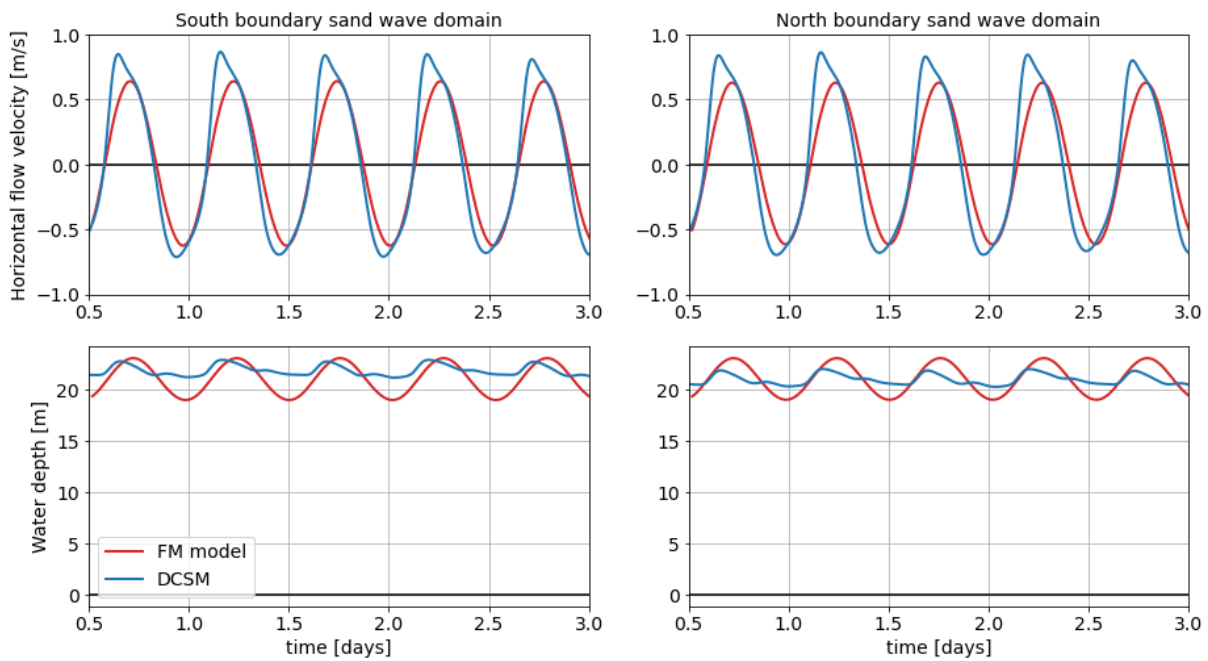 South boundary sand wave domain
North boundary sand wave domain
Horizontal flow velocity [m/s]
1.0
0.5
0.0
−0.5
−1.0
0.5 1.0 1.5 2.0 2.5 3.0
1.0
0.5
0.0
−0.5
−1.0
0.5 1.0 1.5 2.0 2.5 3.0
Water depth [m]
20
15
10
5
0
FM model
DCSM
0.5 1.0 1.5 2.0 2.5 3.0
time [days]
20
15
10
5
0
0.5 1.0 1.5 2.0 2.5 3.0
time [days]